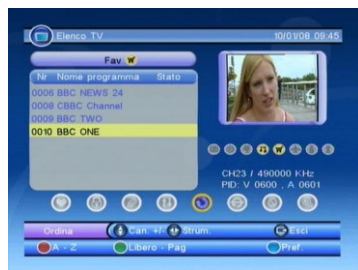 Elenco TV 10/01/08 09:45
Fav
Nr Nome programma Stato
0006 BBC NEWS 24
0008 CBBC Channel
0009 BBC TWO
0010 BBC ONE
CH23 / 490000 KHz
PID: V 0600 , A 0601
Ordina Can. +/- Strum. Esci
A - Z Libero - Pag Pref.